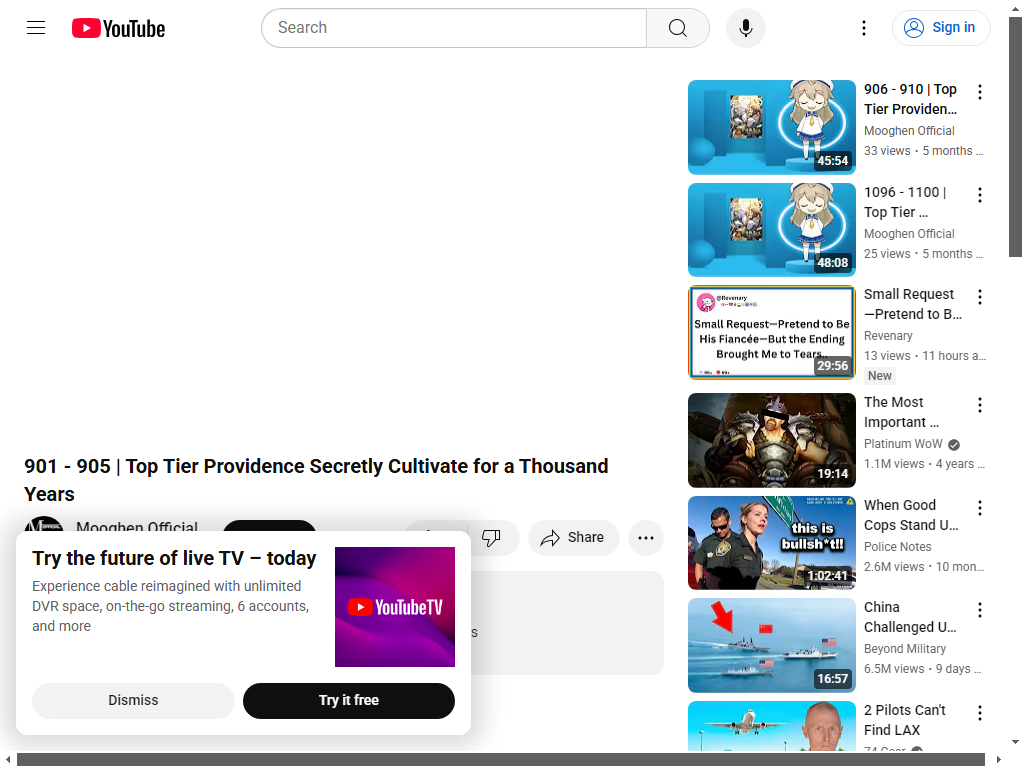 YouTube
Search
Sign in
45:54
906 - 910 | Top
Tier Providen…
Mooghen Official
33 views • 5 months …
48:08
1096 - 1100 |
Top Tier …
Mooghen Official
25 views • 5 months …
@Revenary
Small Request—Pretend to Be
His Fiancée—But the Ending
Brought Me to Tears..
29:56
Small Request
—Pretend to B…
Revenary
13 views • 11 hours a…
New
19:14
The Most
Important …
Platinum WoW
1.1M views • 4 years …
this is
bullsh*t!!
1:02:41
When Good
Cops Stand U…
Police Notes
2.6M views • 10 mon…
16:57
China
Challenged U…
Beyond Military
6.5M views • 9 days …
2 Pilots Can't
Find LAX
74 Gear
901 - 905 | Top Tier Providence Secretly Cultivate for a Thousand
Years
Mooghen Official
Share
Try the future of live TV – today
Experience cable reimagined with unlimited
DVR space, on-the-go streaming, 6 accounts,
and more
YouTubeTV
Dismiss
Try it free